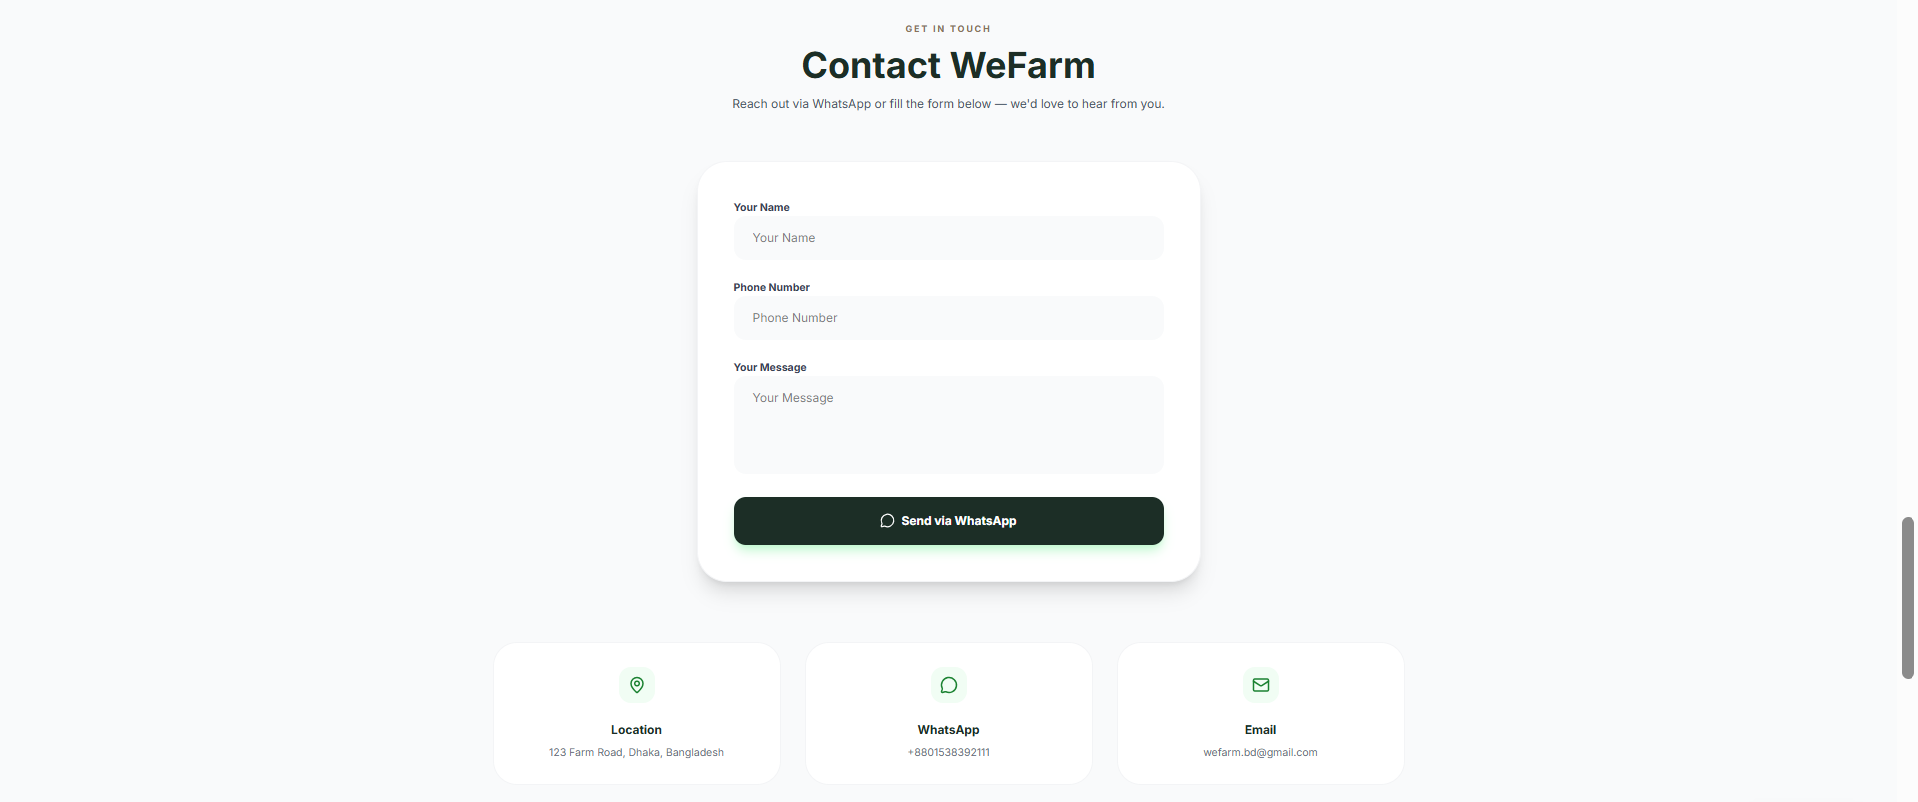 GET IN TOUCH
Contact WeFarm
Reach out via WhatsApp or fill the form below — we'd love to hear from you.
Your Name
Your Name
Phone Number
Phone Number
Your Message
Your Message
Send via WhatsApp
Location
123 Farm Road, Dhaka, Bangladesh
WhatsApp
+8801538392111
Email
wefarm.bd@gmail.com